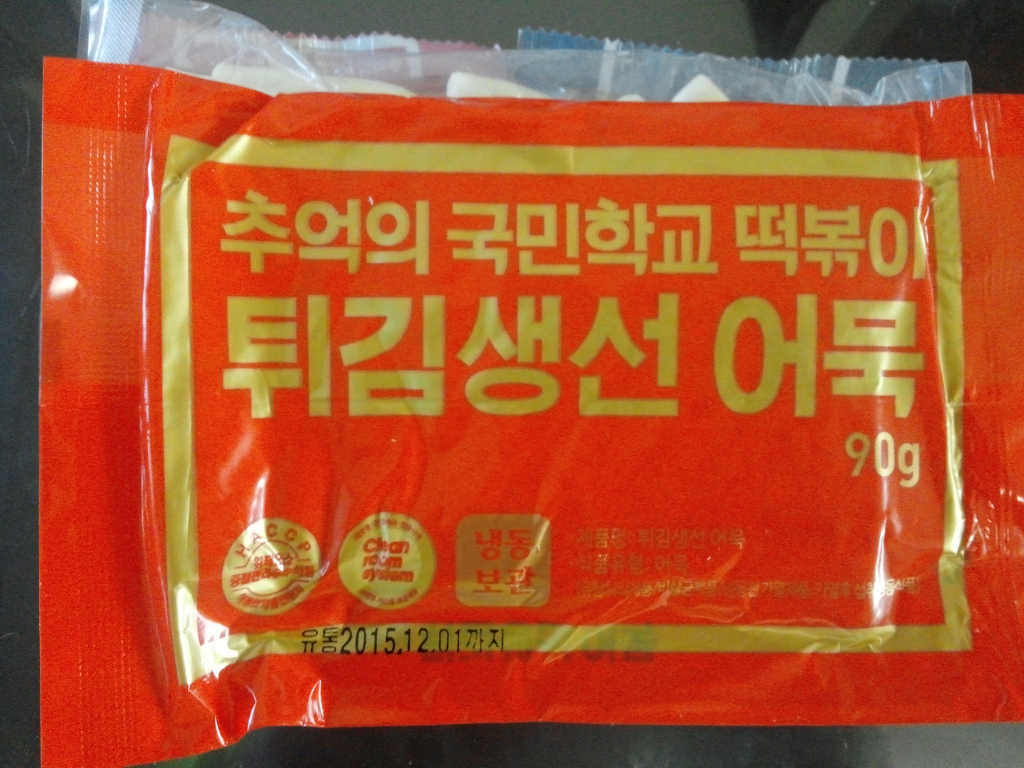 추억의 국민학교 떡볶이
튀김생선 어묵
90g
HACCP
Clean
room
system
냉동
보관
제품명: 튀김생선 어묵
식품유형: 어묵
유통2015.12.01까지